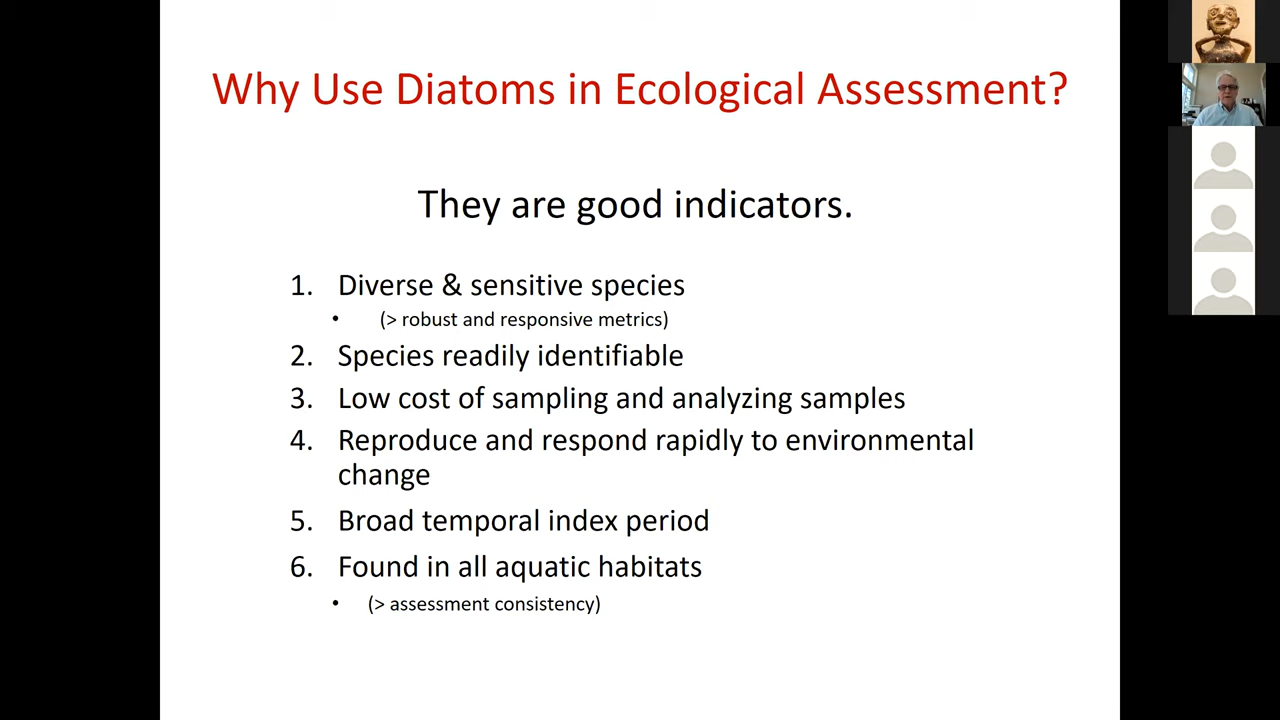 Why Use Diatoms in Ecological Assessment?
They are good indicators.
1. Diverse & sensitive species
• (> robust and responsive metrics)
2. Species readily identifiable
3. Low cost of sampling and analyzing samples
4. Reproduce and respond rapidly to environmental
change
5. Broad temporal index period
6. Found in all aquatic habitats
• (> assessment consistency)